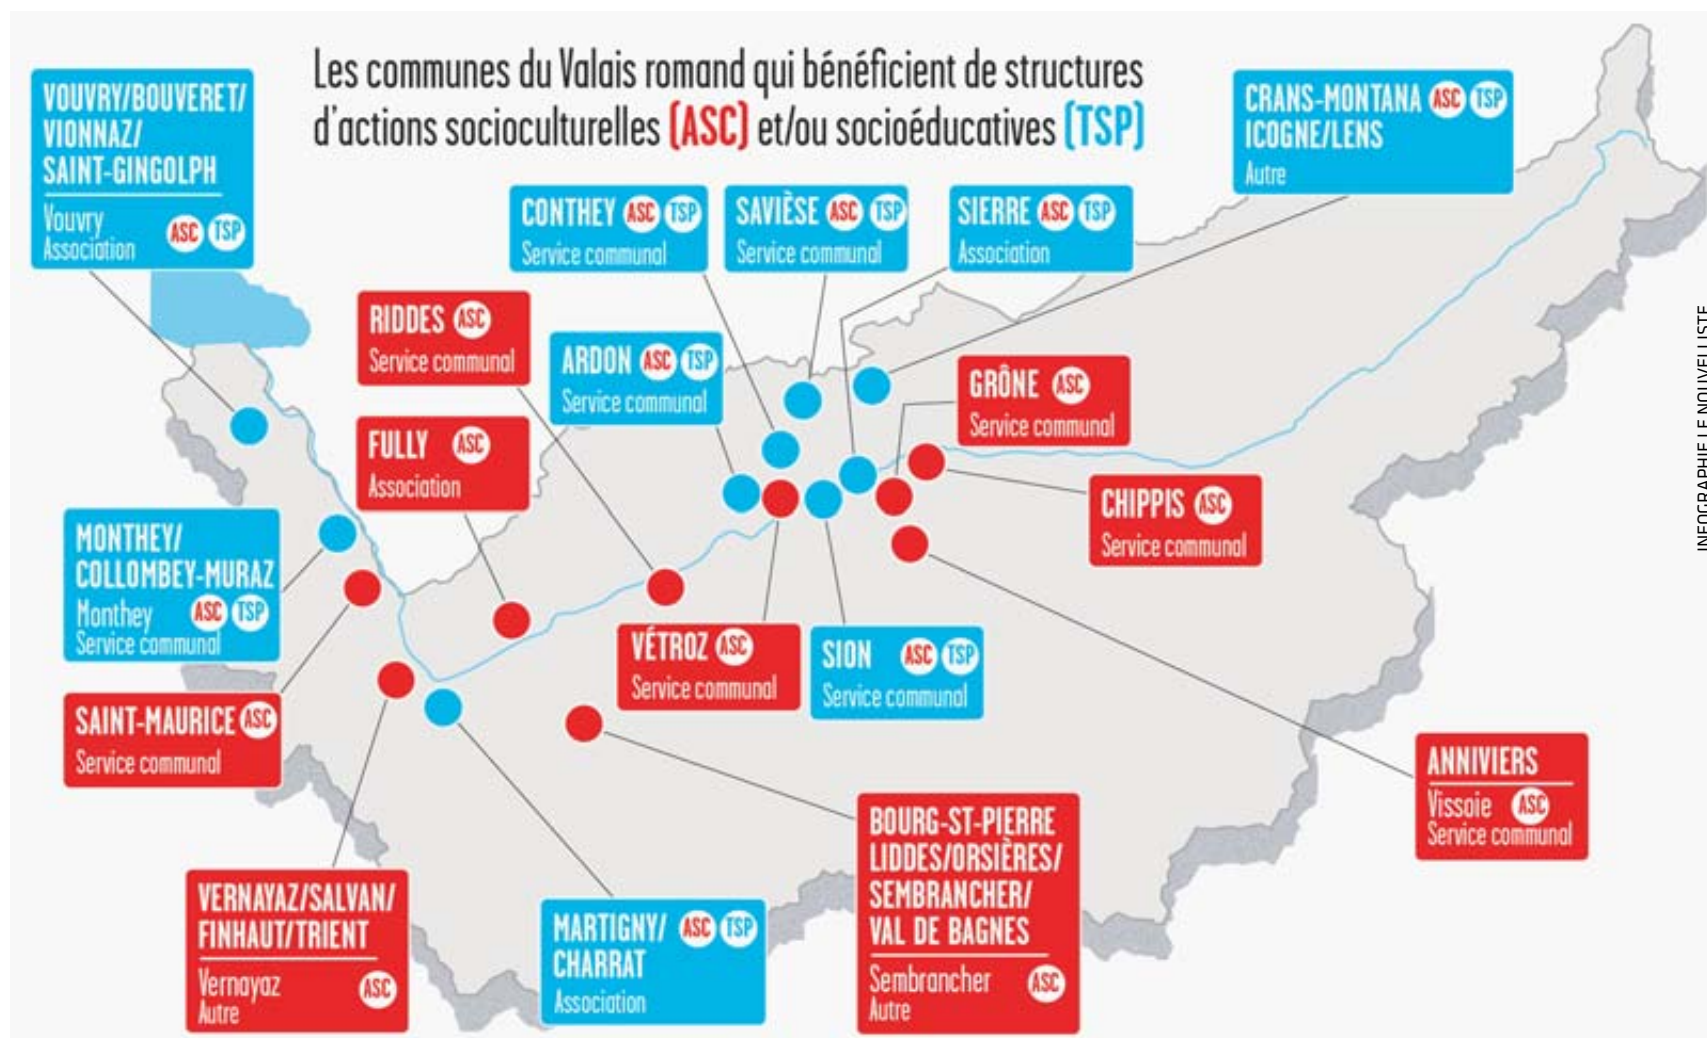 Les communes du Valais romand qui bénéficient de structures
d'actions socioculturelles (ASC) et/ou socioéducatives (TSP)
VOUVRY/BOUVERET/
VIONNAZ/
SAINT-GINGOLPH
Vouvry
Association ASC TSP
CRANS-MONTANA ASC TSP
ICOGNE/LENS
Autre
CONTHEY ASC TSP
Service communal
SAVIÈSE ASC TSP
Service communal
SIERRE ASC TSP
Association
RIDDES ASC
Service communal
ARDON ASC TSP
Service communal
GRÔNE ASC
Service communal
FULLY ASC
Association
CHIPPIS ASC
Service communal
MONTHEY/
COLLOMBEY-MURAZ
Monthey ASC TSP
Service communal
VÉTROZ ASC
Service communal
SION ASC TSP
Service communal
SAINT-MAURICE ASC
Service communal
ANNIVIERS
Vissoie ASC
Service communal
VERNAYAZ/SALVAN/
FINHAUT/TRIENT
Vernayaz ASC
Autre
MARTIGNY/ ASC TSP
CHARRAT
Association
BOURG-ST-PIERRE
LIDDES/ORSIÈRES/
SEMBRANCHER/
VAL DE BAGNES
Sembrancher ASC
Autre
INFOGRAPHIE LE NOUVELLISTE